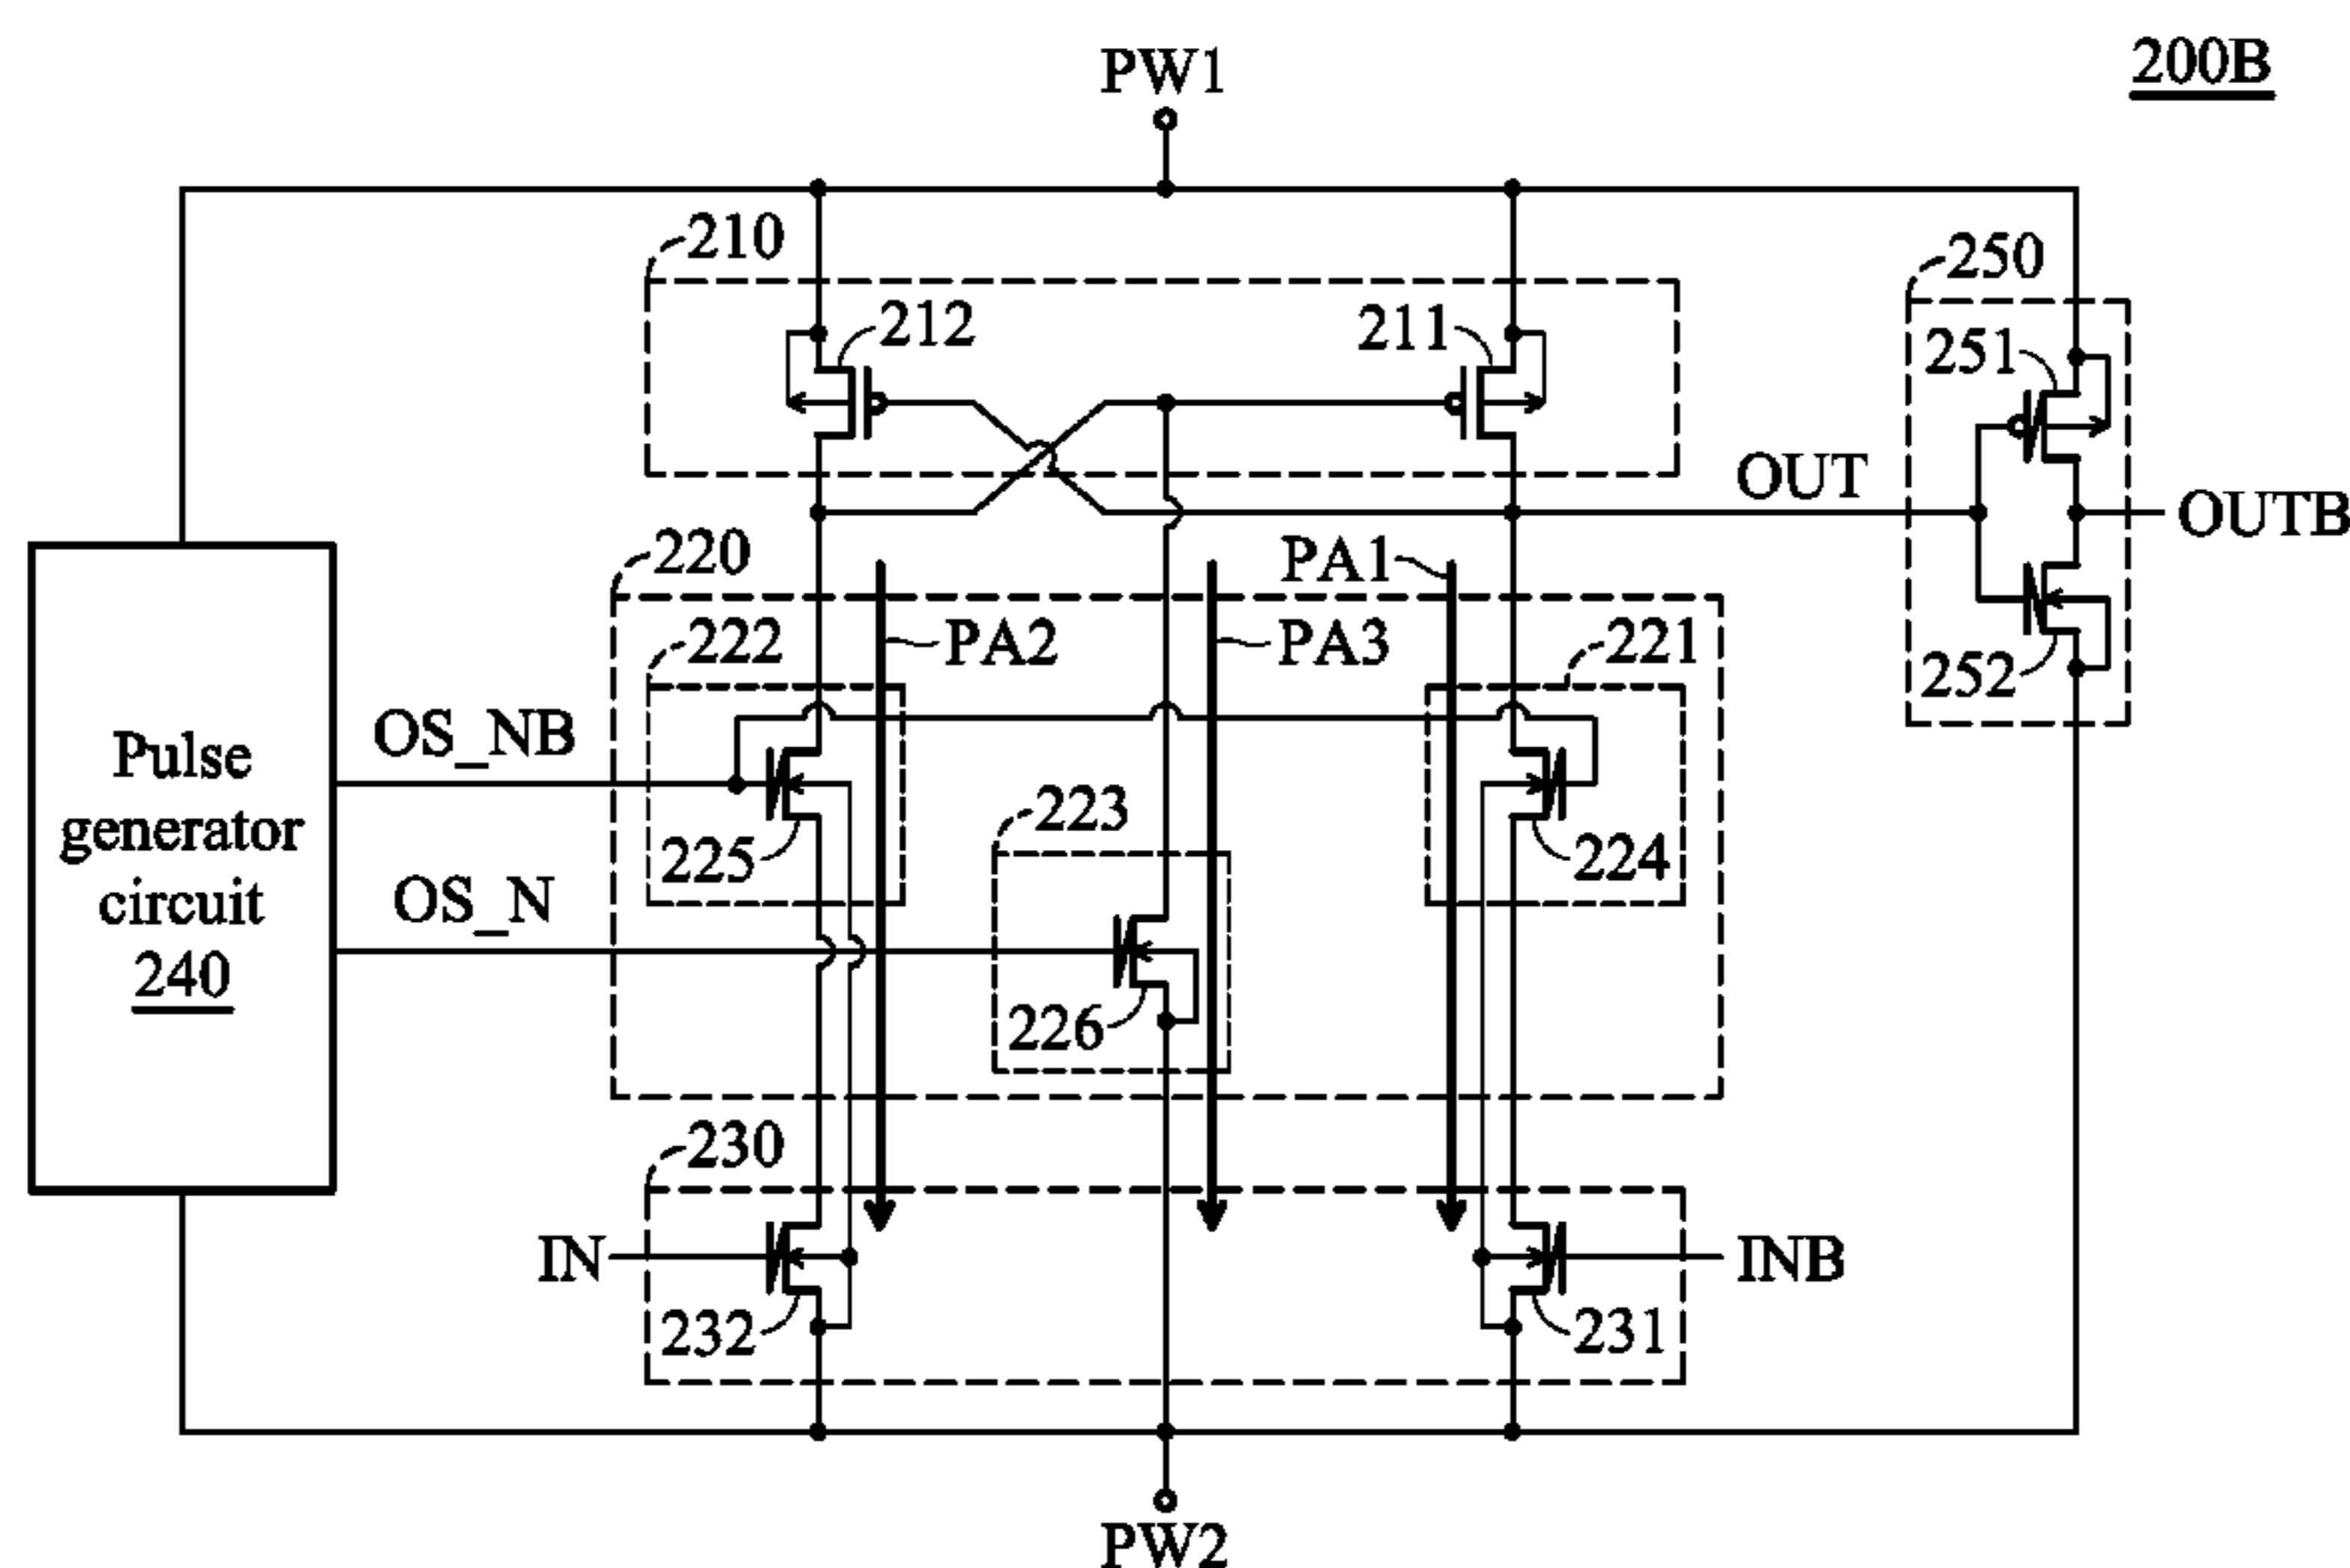 200B
PW1
210
212
211
250
251
OUT
OUTB
252
220
PA1
222
PA2
PA3
221
OS_NB
225
223
224
Pulse
generator
circuit
240
OS_N
226
230
IN
INB
232
231
PW2